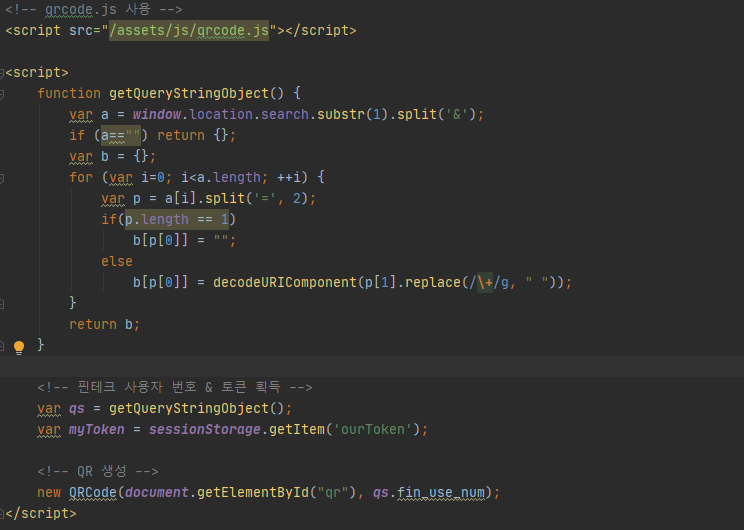 <!-- qrcode.js 사용 -->
<script src="/assets/js/qrcode.js"></script>
<script>
function getQueryStringObject() {
var a = window.location.search.substr(1).split('&');
if (a=="") return {};
var b = {};
for (var i=0; i<a.length; ++i) {
var p = a[i].split('=', 2);
if(p.length == 1)
b[p[0]] = "";
else
b[p[0]] = decodeURIComponent(p[1].replace(/\+/g, " "));
}
return b;
}
<!-- 핀테크 사용자 번호 & 토큰 획득 -->
var qs = getQueryStringObject();
var myToken = sessionStorage.getItem('ourToken');
<!-- QR 생성 -->
new QRCode(document.getElementById("qr"), qs.fin_use_num);
</script>